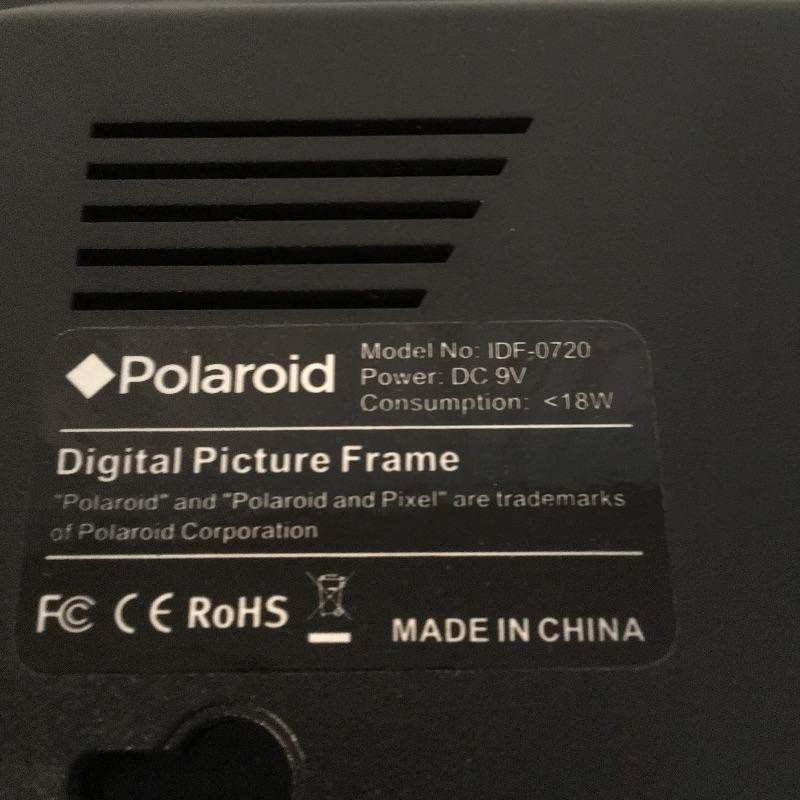 Polaroid
Model No: IDF-0720
Power: DC 9V
Consumption: <18W
Digital Picture Frame
"Polaroid" and "Polaroid and Pixel" are trademarks
of Polaroid Corporation
FC CE RoHS
MADE IN CHINA